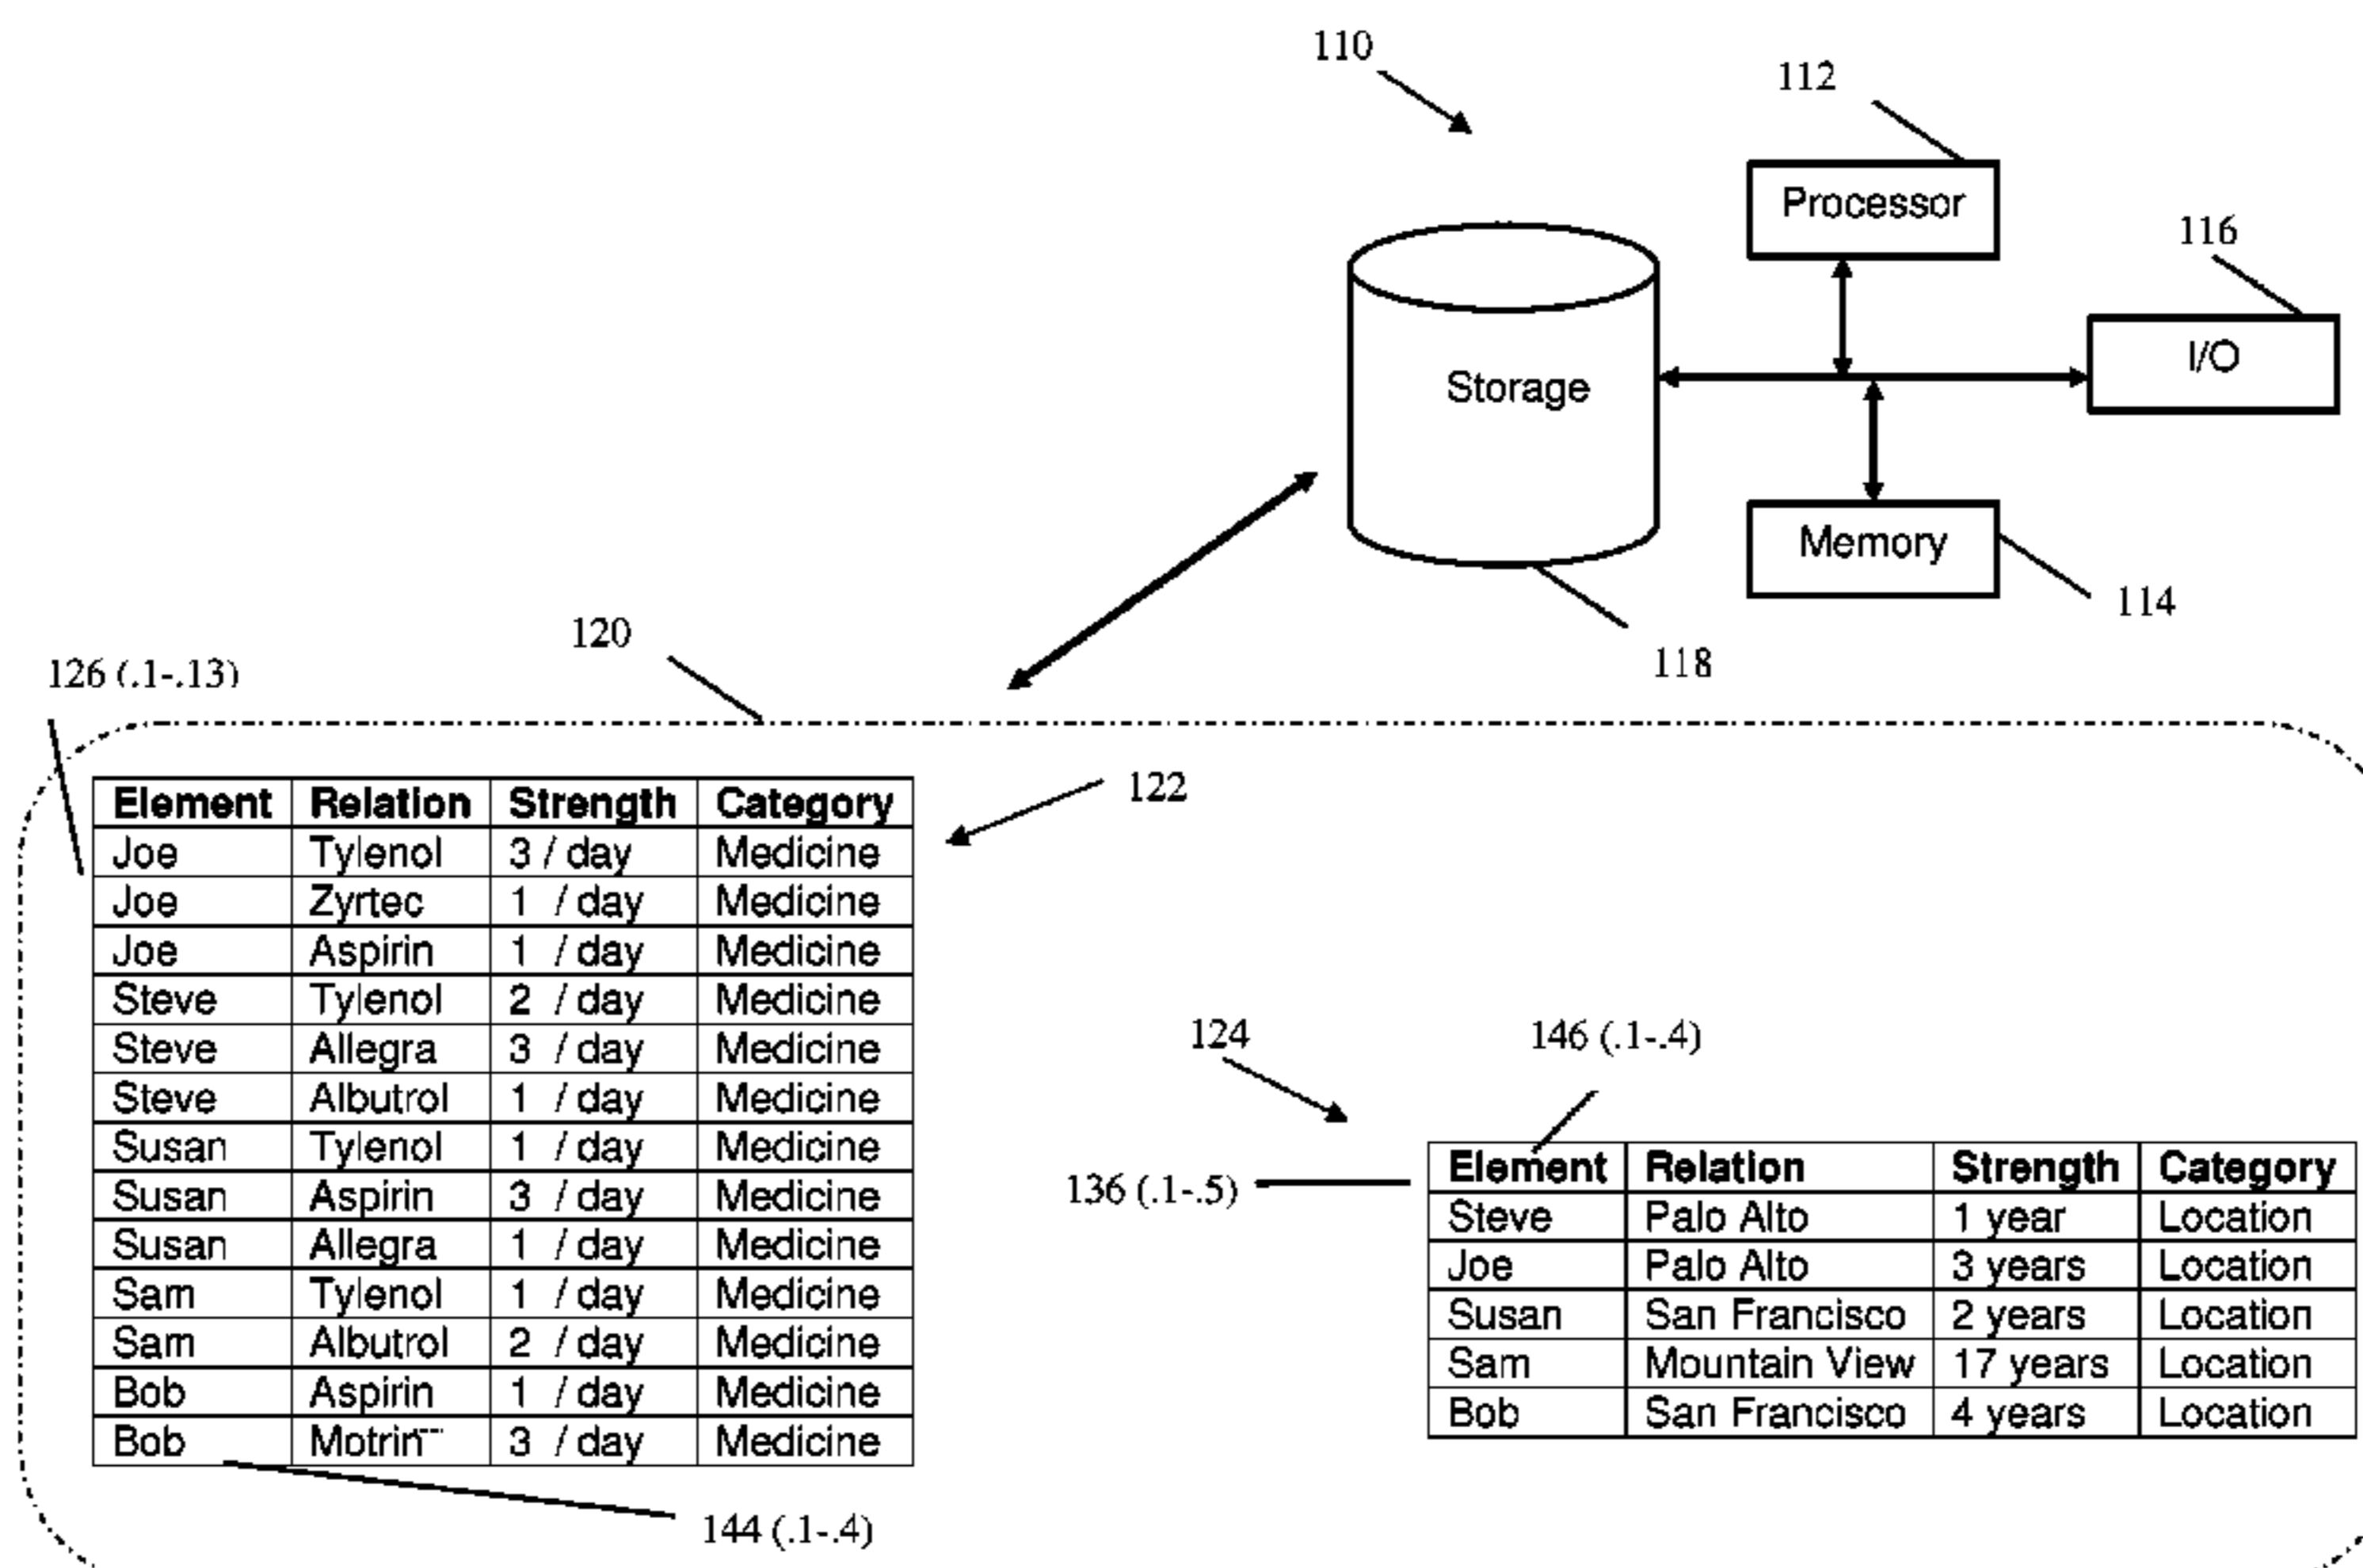 110
112
Processor
116
I/O
Storage
Memory
114
118
120
126 (.1-.13)
122
Element Relation Strength Category
Joe Tylenol 3 / day Medicine
Joe Zyrtec 1 / day Medicine
Joe Aspirin 1 / day Medicine
Steve Tylenol 2 / day Medicine
Steve Allegra 3 / day Medicine
Steve Albutrol 1 / day Medicine
Susan Tylenol 1 / day Medicine
Susan Aspirin 3 / day Medicine
Susan Allegra 1 / day Medicine
Sam Tylenol 1 / day Medicine
Sam Albutrol 2 / day Medicine
Bob Aspirin 1 / day Medicine
Bob Motrin 3 / day Medicine
144 (.1-.4)
124
146 (.1-.4)
136 (.1-.5)
Element Relation Strength Category
Steve Palo Alto 1 year Location
Joe Palo Alto 3 years Location
Susan San Francisco 2 years Location
Sam Mountain View 17 years Location
Bob San Francisco 4 years Location